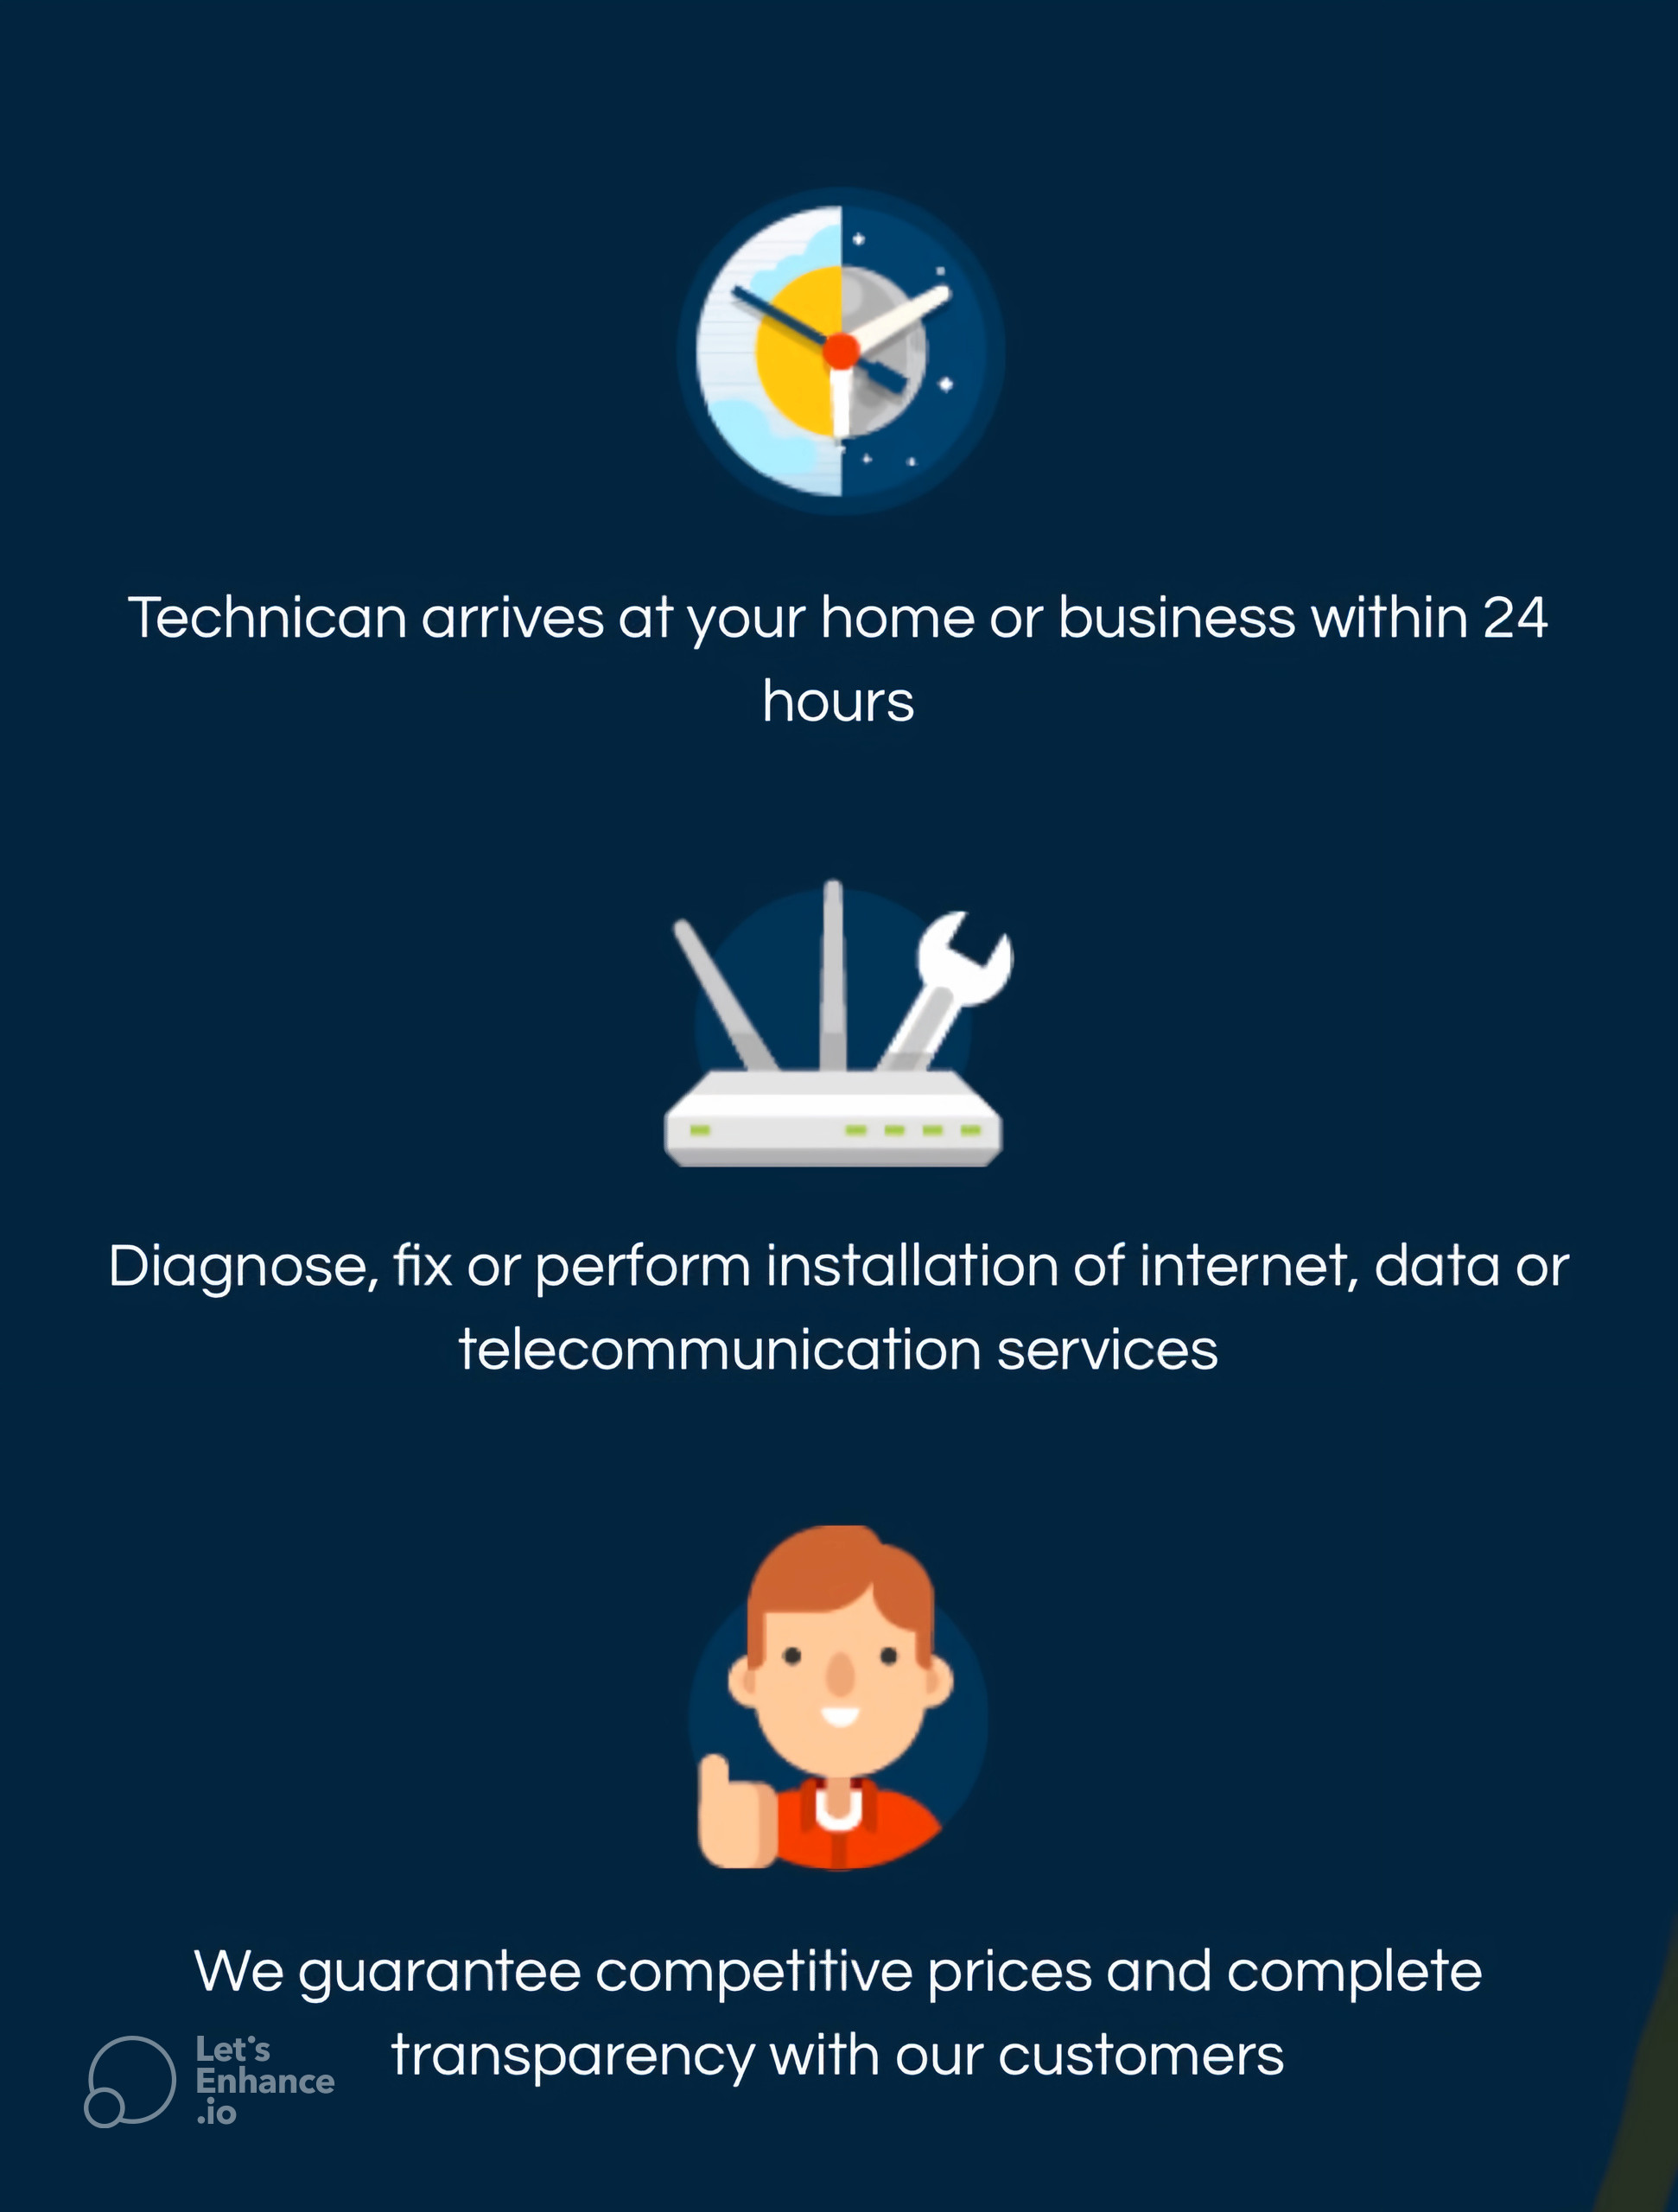 Technican arrives at your home or business within 24
hours
Diagnose, fix or perform installation of internet, data or
telecommunication services
We guarantee competitive prices and complete
transparency with our customers
Let's
Enhance
.io